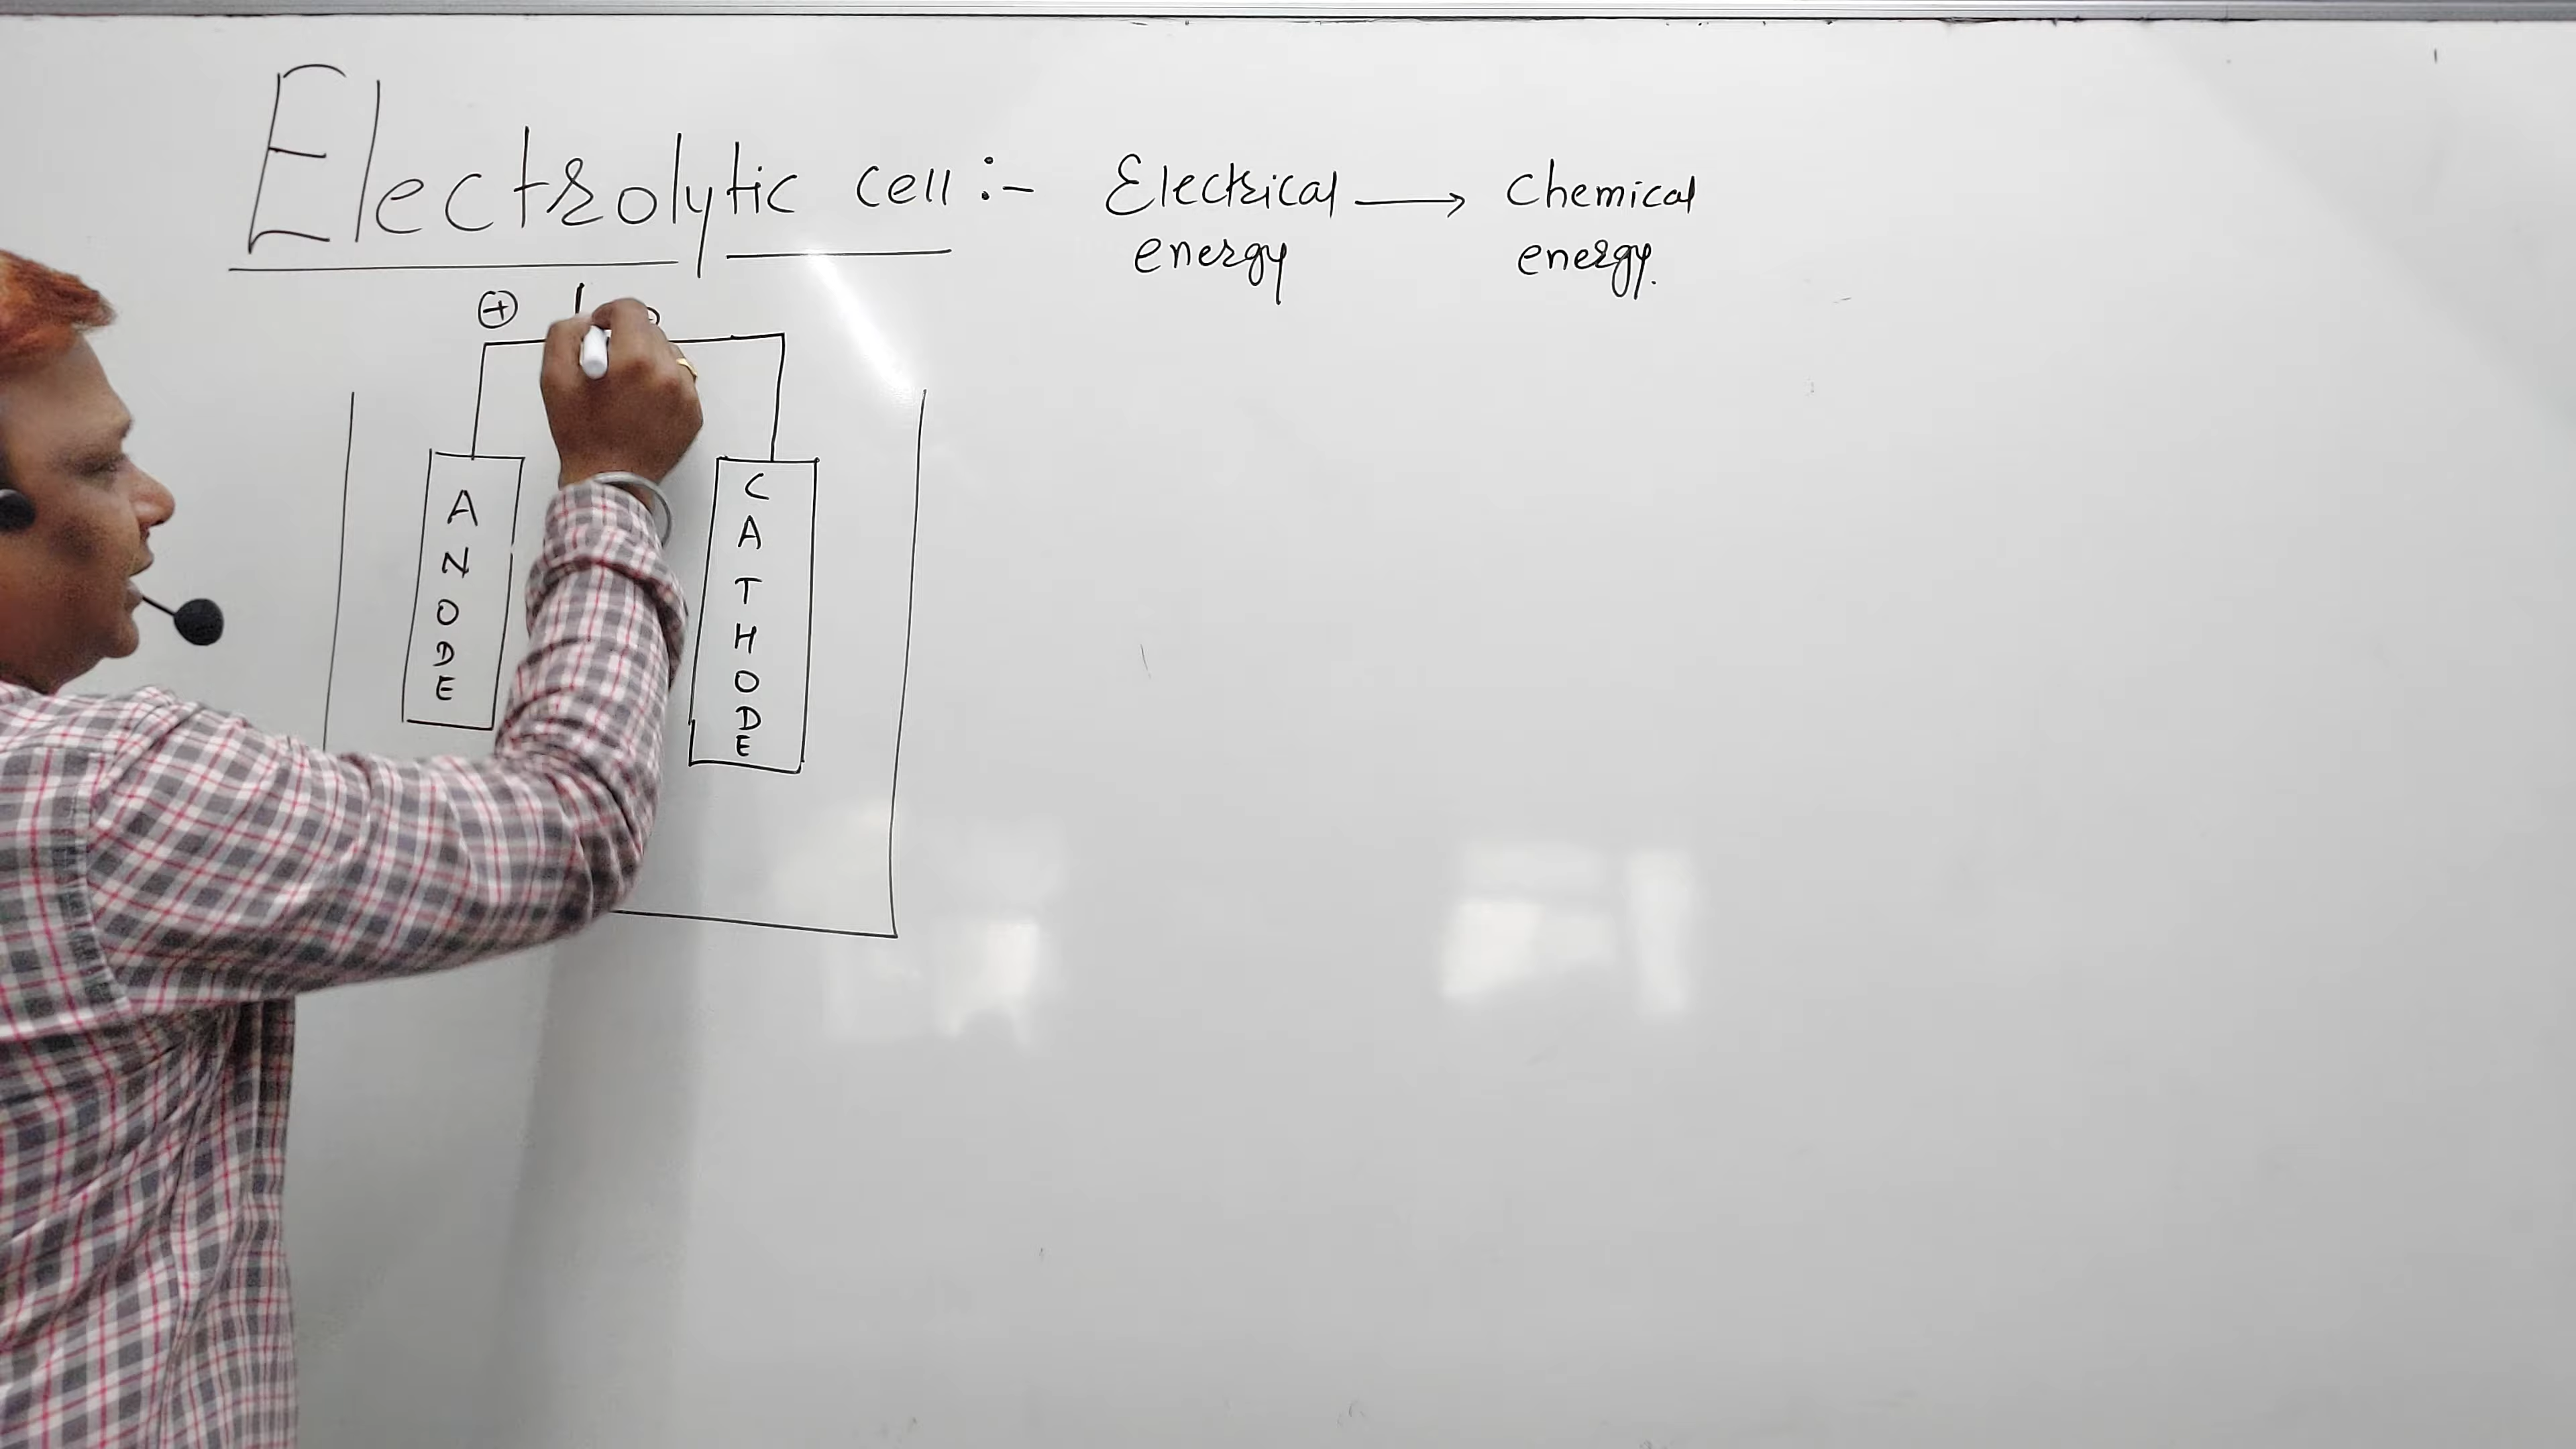 Electrolytic cell :- Electrical ⟶ Chemical
energy energy.
⊕
A
N
O
D
E
C
A
T
H
O
D
E